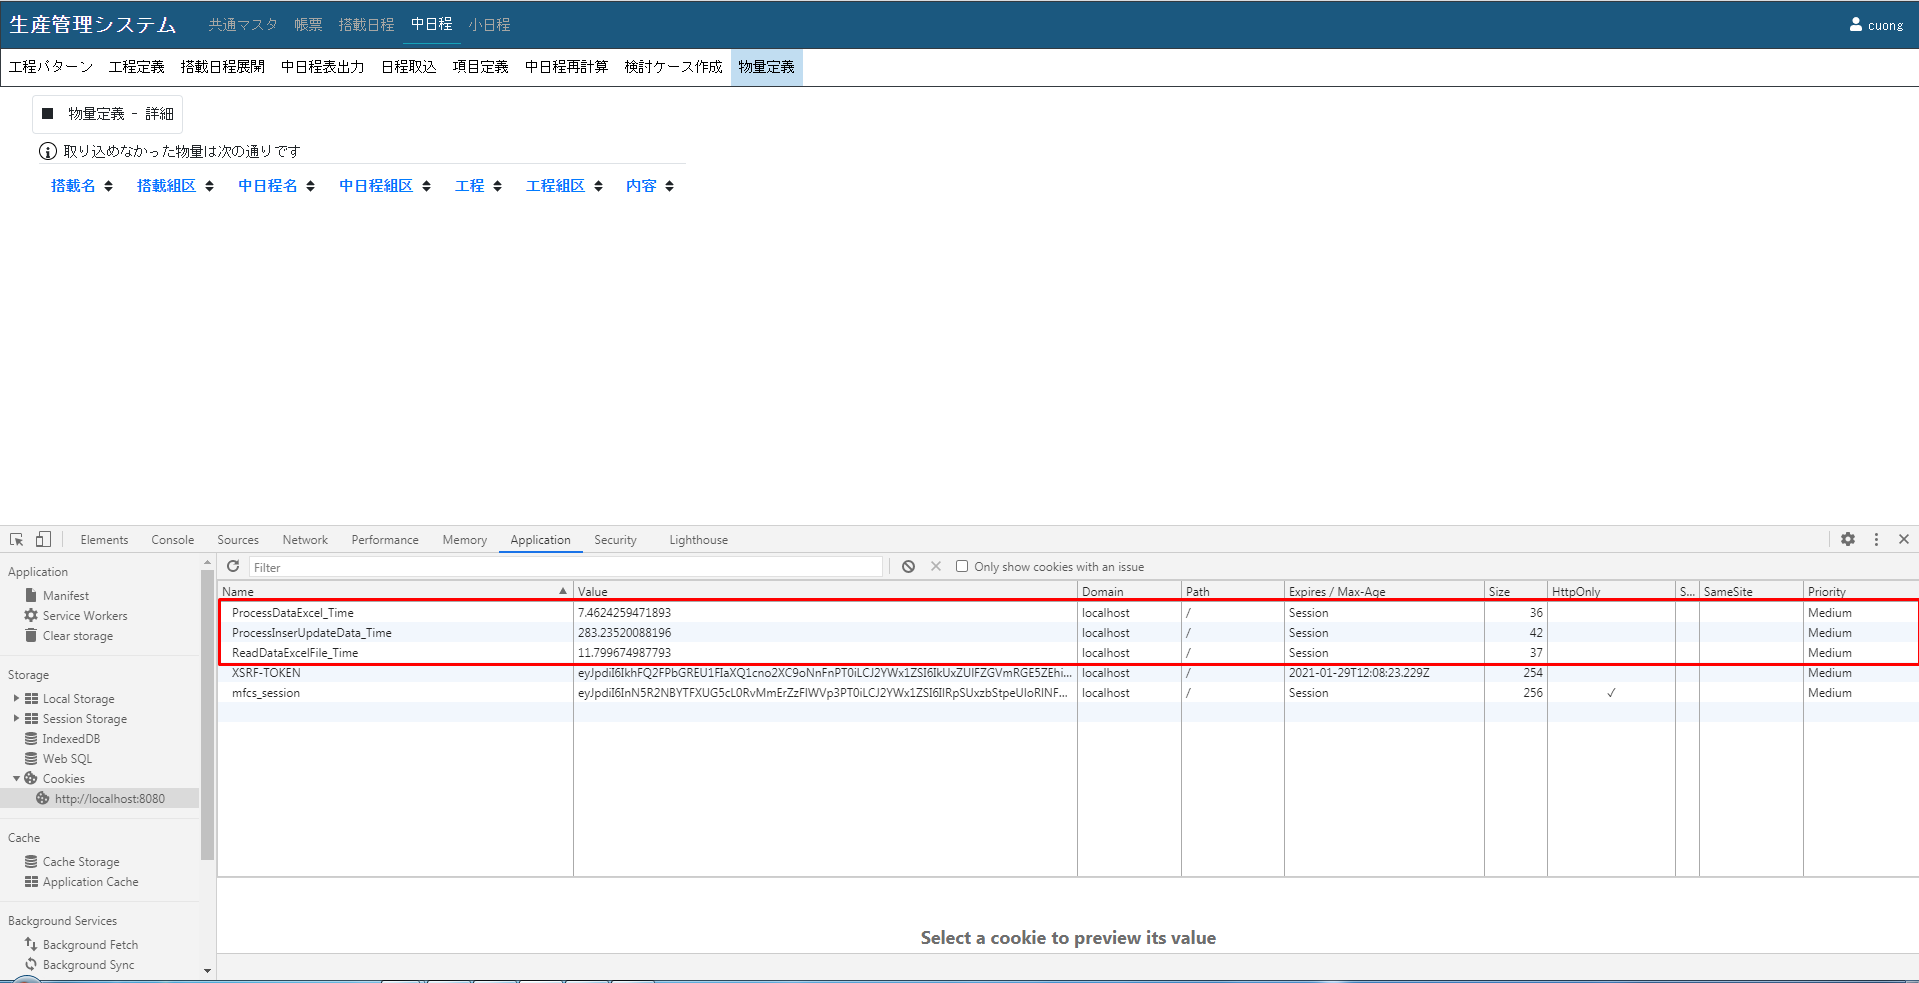 生産管理システム 共通マスタ 帳票 搭載日程 中日程 小日程 cuong
工程パターン 工程定義 搭載日程展開 中日程表出力 日程取込 項目定義 中日程再計算 検討ケース作成 物量定義
■ 物量定義 - 詳細
取り込めなかった物量は次の通りです
搭載名 搭載組区 中日程名 中日程組区 工程 工程組区 内容
Elements Console Sources Network Performance Memory Application Security Lighthouse
Application
Manifest
Service Workers
Clear storage
Storage
Local Storage
Session Storage
IndexedDB
Web SQL
Cookies
http://localhost:8080
Cache
Cache Storage
Application Cache
Background Services
Background Fetch
Background Sync
Filter Only show cookies with an issue
Name Value Domain Path Expires / Max-Age Size HttpOnly S... SameSite Priority
ProcessDataExcel_Time 7.4624259471893 localhost / Session 36 Medium
ProcessInserUpdateData_Time 283.23520088196 localhost / Session 42 Medium
ReadDataExcelFile_Time 11.799674987793 localhost / Session 37 Medium
XSRF-TOKEN localhost / 2021-01-29T12:08:23.229Z 254 Medium
mfcs_session localhost / Session 256 ✓ Medium
Select a cookie to preview its value